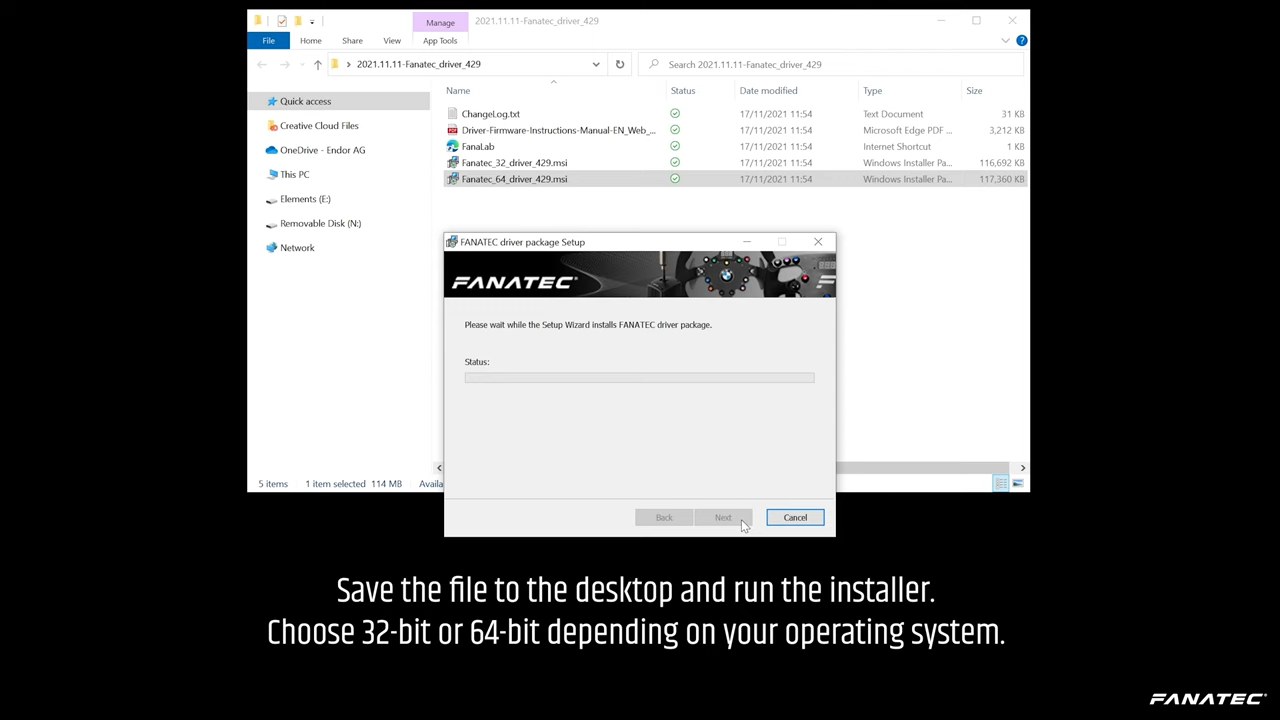 Manage
2021.11.11-Fanatec_driver_429
File
Home
Share
View
App Tools
2021.11.11-Fanatec_driver_429
Search 2021.11.11-Fanatec_driver_429
Name
Status
Date modified
Type
Size
Quick access
Creative Cloud Files
OneDrive - Endor AG
This PC
Elements (E:)
Removable Disk (N:)
Network
ChangeLog.txt 17/11/2021 11:54 Text Document 31 KB
Driver-Firmware-Instructions-Manual-EN_Web_... 17/11/2021 11:54 Microsoft Edge PDF ... 3,212 KB
FanaLab 17/11/2021 11:54 Internet Shortcut 1 KB
Fanatec_32_driver_429.msi 17/11/2021 11:54 Windows Installer Pa... 116,692 KB
Fanatec_64_driver_429.msi 17/11/2021 11:54 Windows Installer Pa... 117,360 KB
FANATEC driver package Setup
FANATEC
Please wait while the Setup Wizard installs FANATEC driver package.
Status:
Back
Next
Cancel
5 items
1 item selected 114 MB
Availa
Save the file to the desktop and run the installer.
Choose 32-bit or 64-bit depending on your operating system.
FANATEC